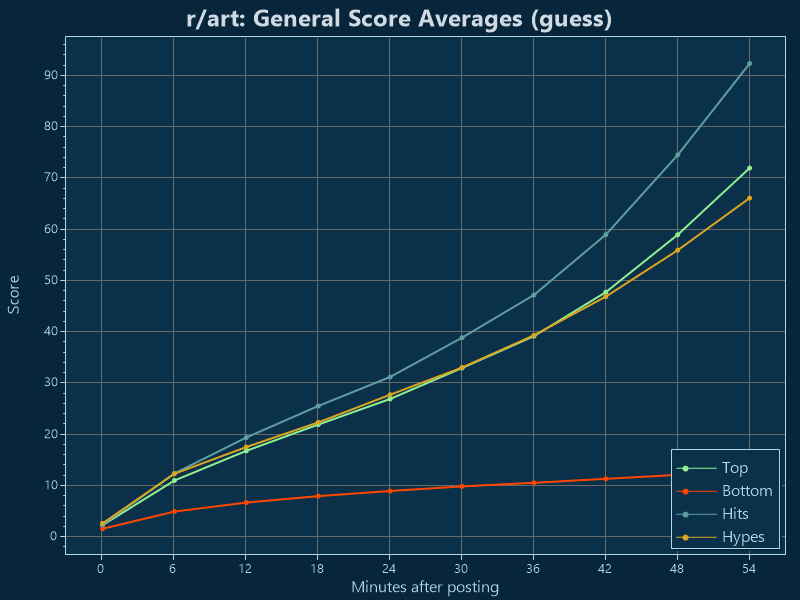 r/art: General Score Averages (guess)
90
80
70
60
50
40
30
20
10
0
Score
0 6 12 18 24 30 36 42 48 54
Minutes after posting
Top
Bottom
Hits
Hypes